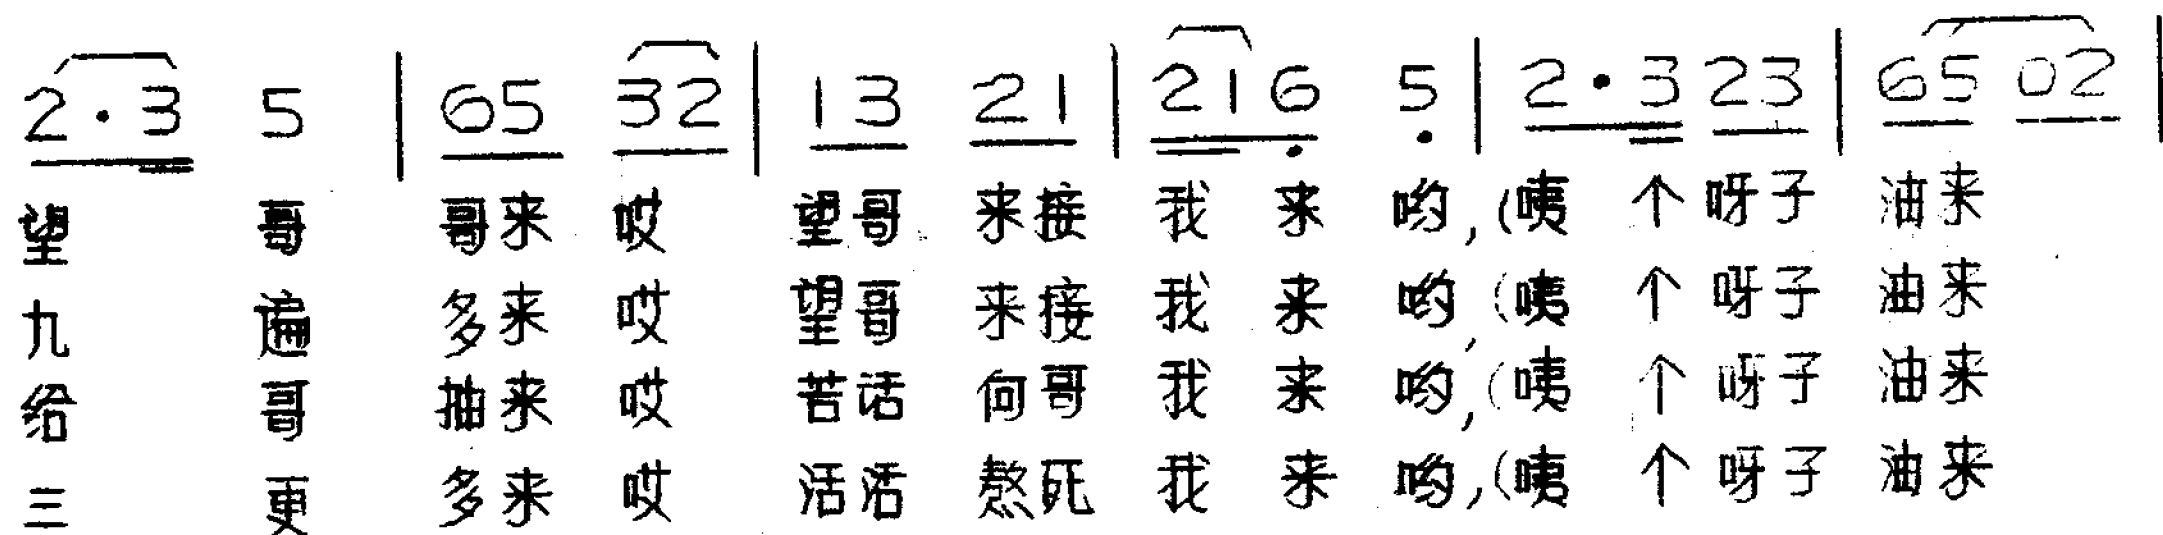 2·3 5 | 65 32 | 13 21 | 216 5 | 2·3 23 | 65 02 |
望 哥 哥来 哎 望哥 来接 我 来 哟,(咦 个 呀子 油来
九 遍 多来 哎 望哥 来接 我 来 哟,(咦 个 呀子 油来
给 哥 抽来 哎 苦话 何哥 我 来 哟,(咦 个 呀子 油来
三 更 多来 哎 活活 熬死 我 来 哟,(咦 个 呀子 油来